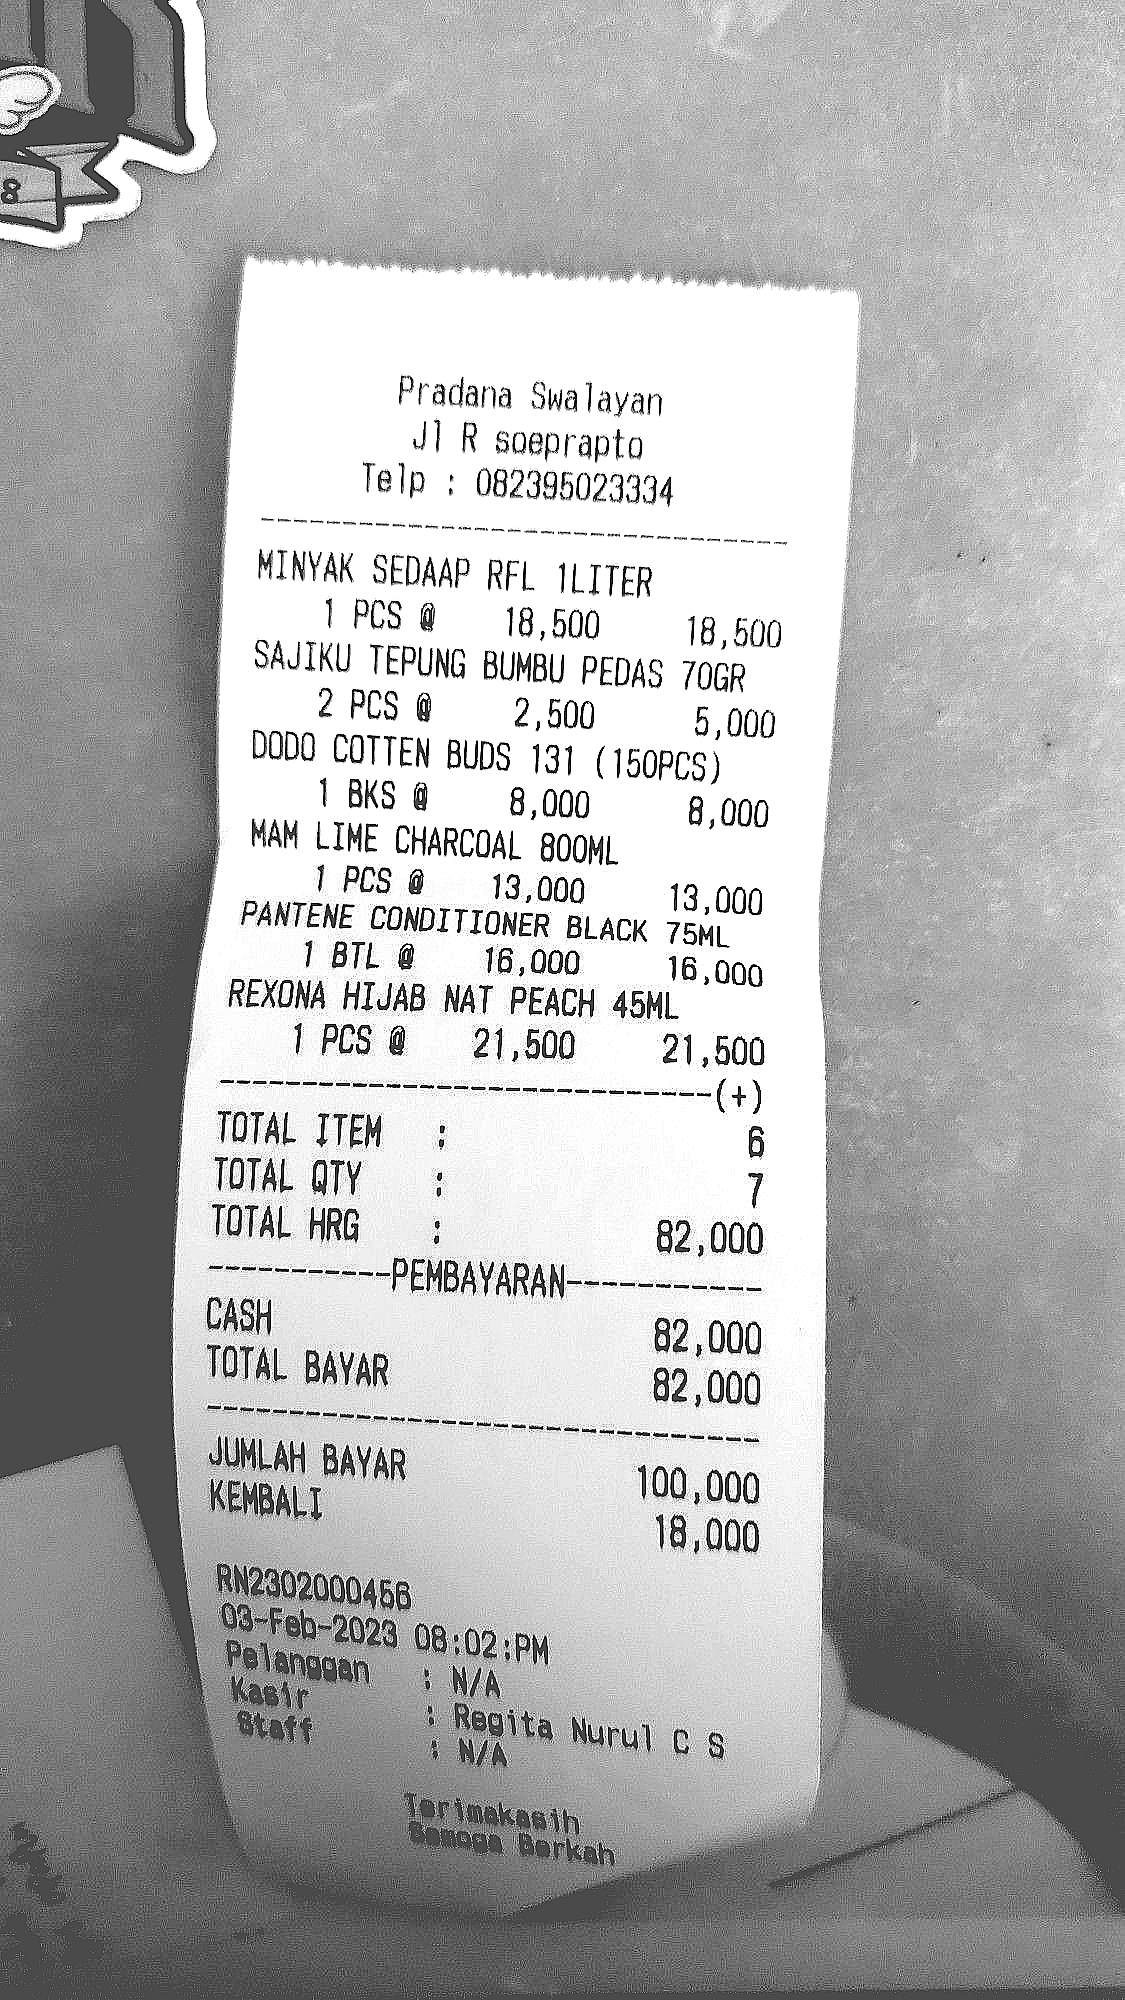 8
Pradana Swalayan
Jl R soeprapto
Telp : 082395023334
--------------------------------
MINYAK SEDAAP RFL 1LITER
1 PCS @ 18,500 18,500
SAJIKU TEPUNG BUMBU PEDAS 70GR
2 PCS @ 2,500 5,000
DODO COTTEN BUDS 131 (150PCS)
1 BKS @ 8,000 8,000
MAM LIME CHARCOAL 800ML
1 PCS @ 13,000 13,000
PANTENE CONDITIONER BLACK 75ML
1 BTL @ 16,000 16,000
REXONA HIJAB NAT PEACH 45ML
1 PCS @ 21,500 21,500
------------------------------(+)
TOTAL ITEM : 6
TOTAL QTY : 7
TOTAL HRG : 82,000
-----------PEMBAYARAN------------
CASH 82,000
TOTAL BAYAR 82,000
---------------------------------
JUMLAH BAYAR 100,000
KEMBALI 18,000
RN2302000456
03-Feb-2023 08:02:PM
Pelanggan : N/A
Kasir : Regita Nurul C S
Staff : N/A
Terimakasih
Semoga Berkah